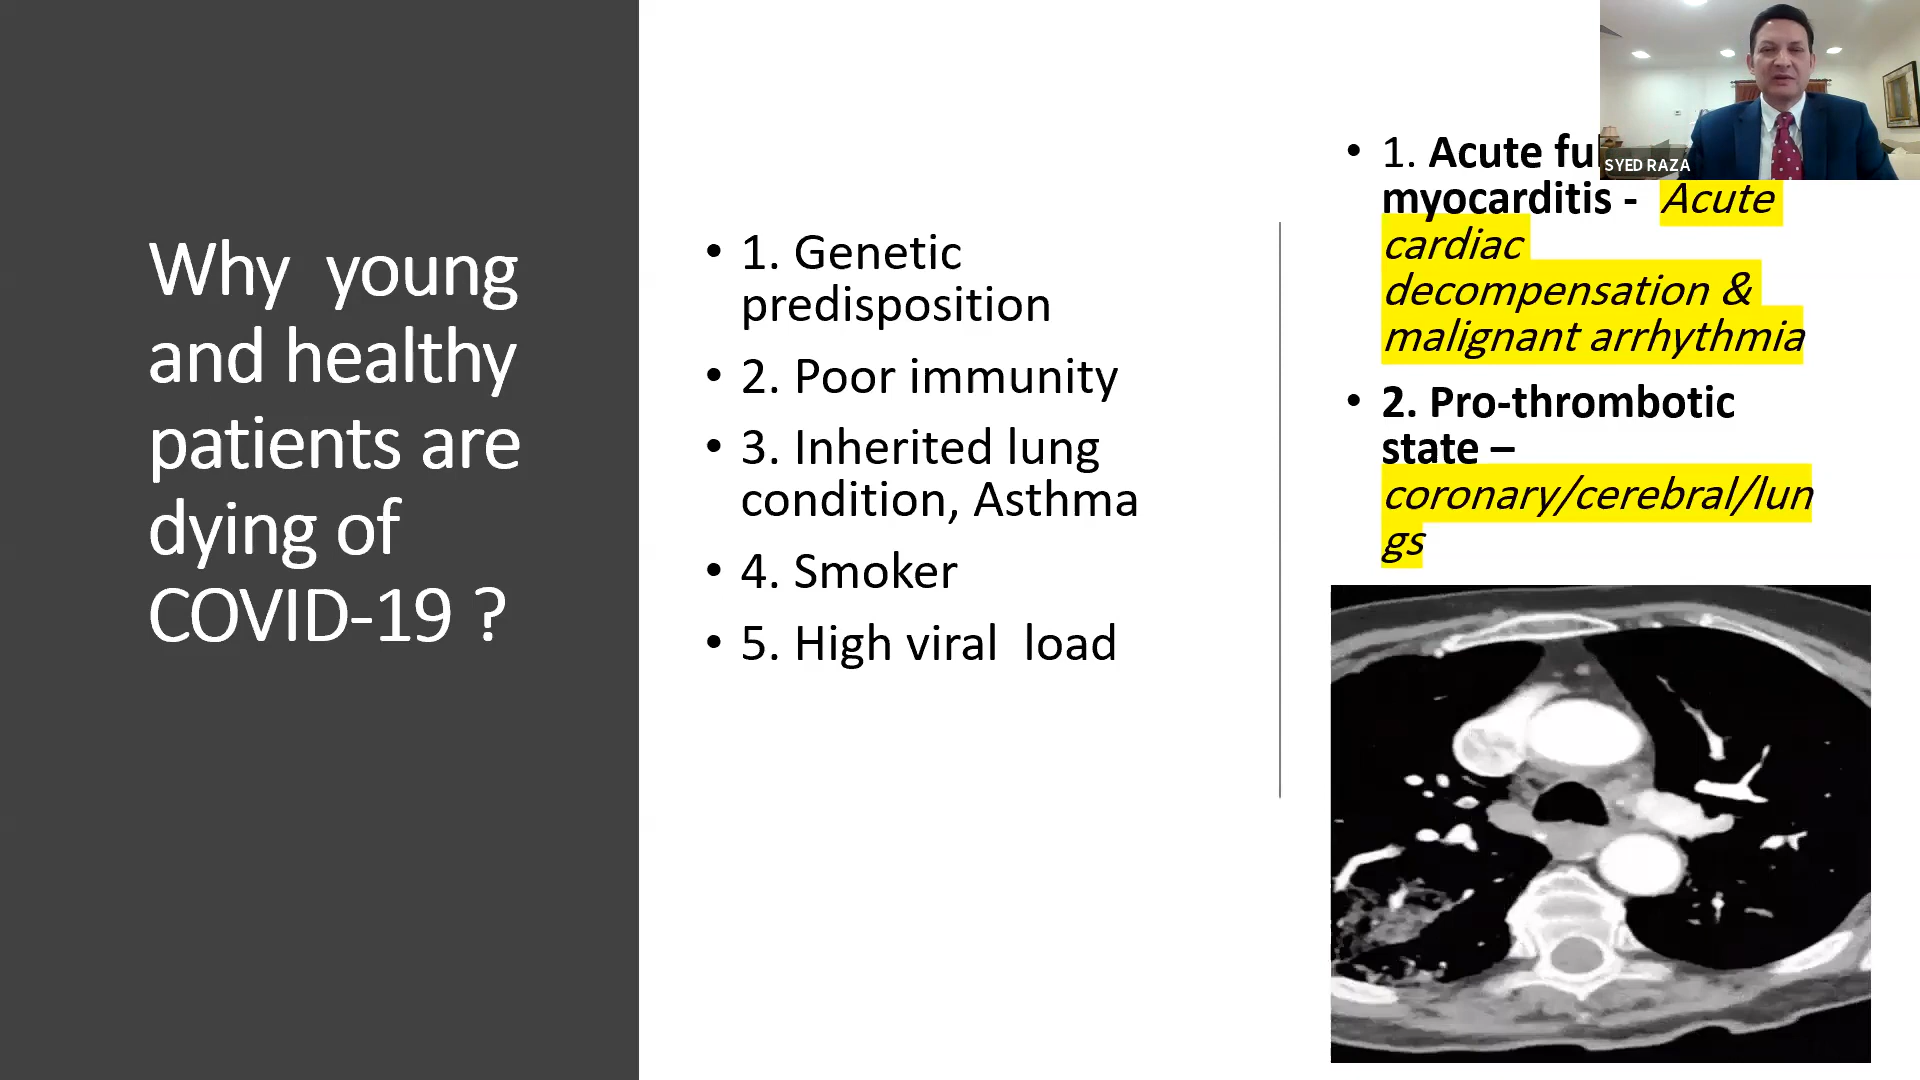 Why young
and healthy
patients are
dying of
COVID-19 ?
• 1. Genetic
predisposition
• 2. Poor immunity
• 3. Inherited lung
condition, Asthma
• 4. Smoker
• 5. High viral load
• 1. Acute
myocarditis - Acute
cardiac
decompensation &
malignant arrhythmia
• 2. Pro-thrombotic
state –
coronary/cerebral/lun
gs
SYED RAZA